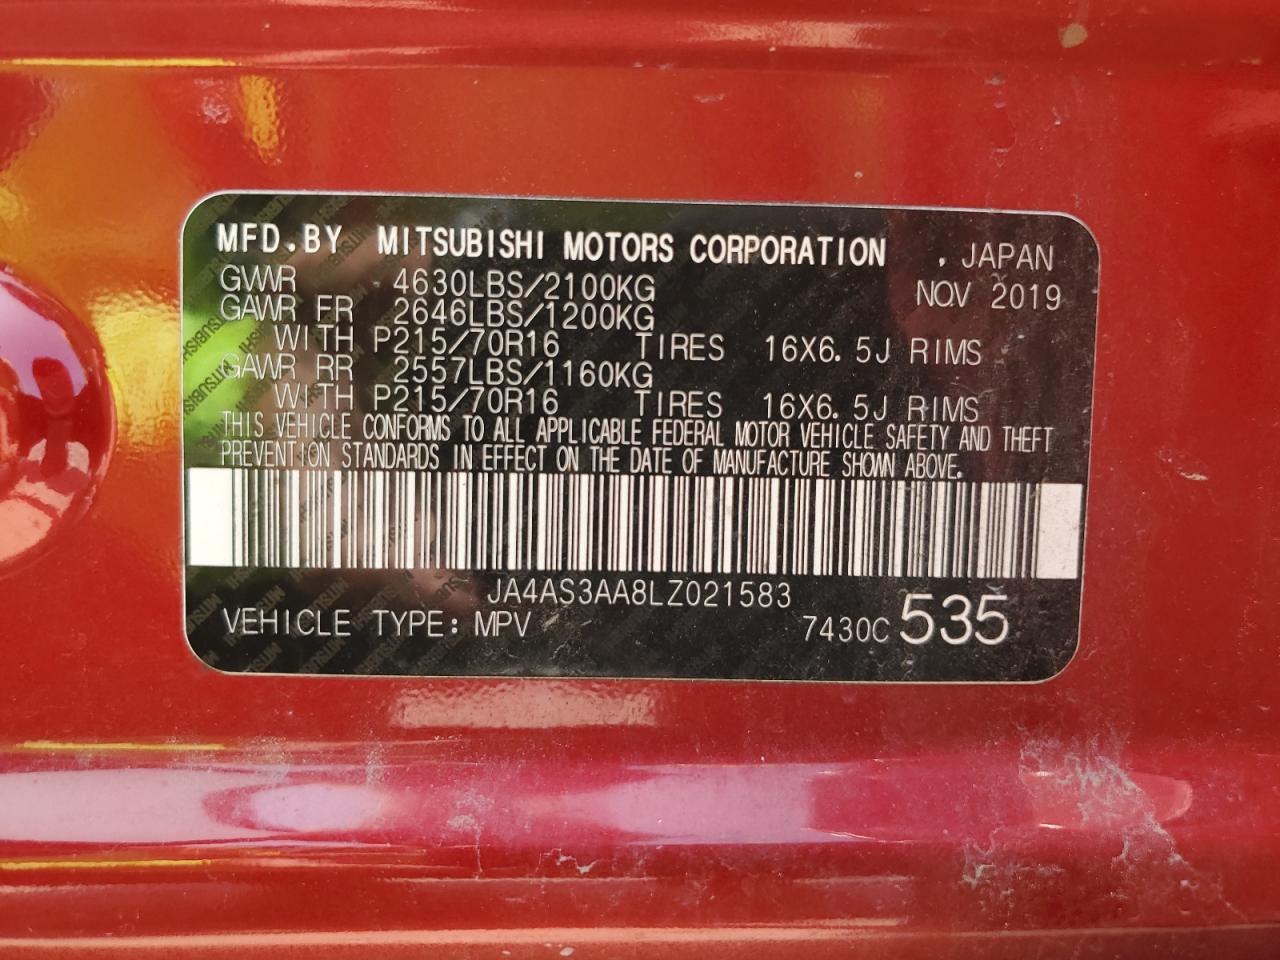 MFD.BY MITSUBISHI MOTORS CORPORATION , JAPAN
GVWR 4630LBS/2100KG NOV 2019
GAWR FR 2646LBS/1200KG
WITH P215/70R16 TIRES 16X6.5J RIMS
GAWR RR 2557LBS/1160KG
WITH P215/70R16 TIRES 16X6.5J RIMS
THIS VEHICLE CONFORMS TO ALL APPLICABLE FEDERAL MOTOR VEHICLE SAFETY AND THEFT
PREVENTION STANDARDS IN EFFECT ON THE DATE OF MANUFACTURE SHOWN ABOVE.
JA4AS3AA8LZ021583
VEHICLE TYPE: MPV 7430C 535